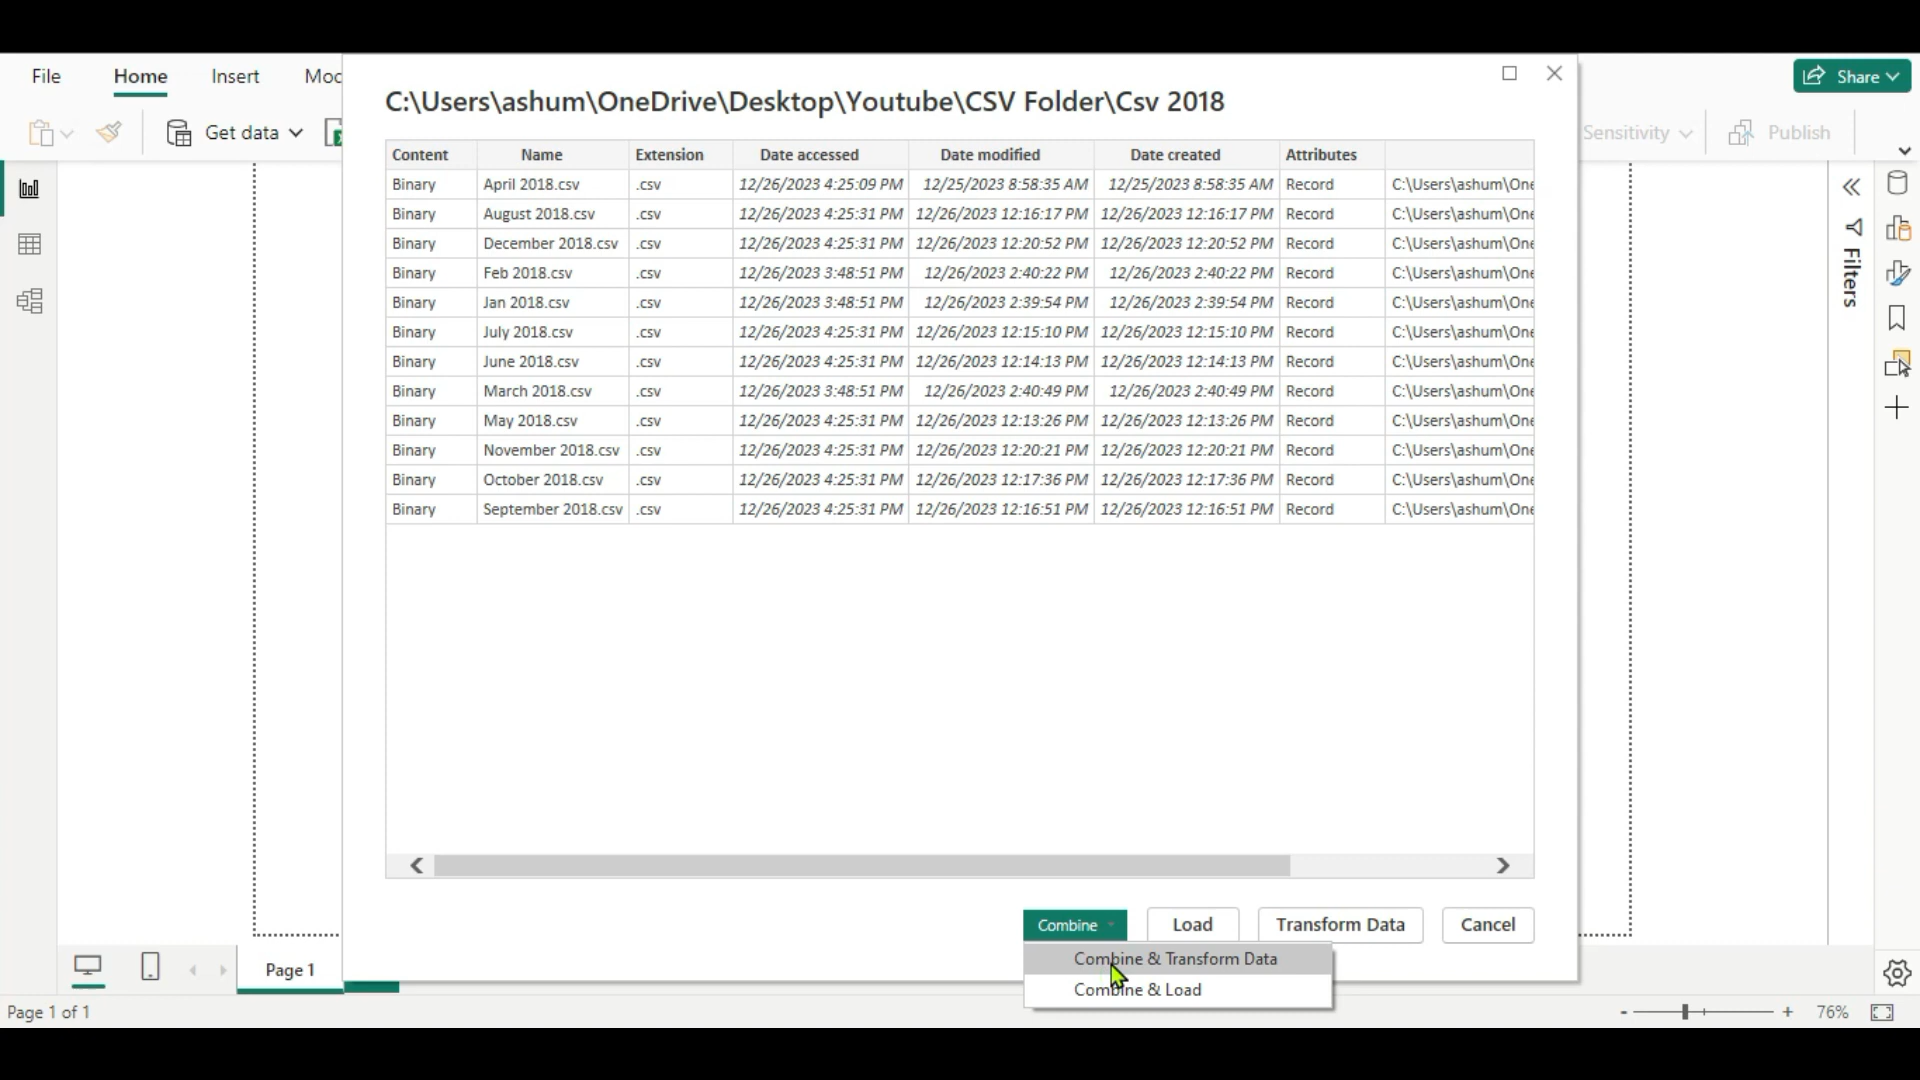 File Home Insert Moc Share
C:\Users\ashum\OneDrive\Desktop\Youtube\CSV Folder\Csv 2018
Get data Sensitivity Publish
Content Name Extension Date accessed Date modified Date created Attributes
Binary April 2018.csv .csv 12/26/2023 4:25:09 PM 12/25/2023 8:58:35 AM 12/25/2023 8:58:35 AM Record C:\Users\ashum\One
Binary August 2018.csv .csv 12/26/2023 4:25:31 PM 12/26/2023 12:16:17 PM 12/26/2023 12:16:17 PM Record C:\Users\ashum\One
Binary December 2018.csv .csv 12/26/2023 4:25:31 PM 12/26/2023 12:20:52 PM 12/26/2023 12:20:52 PM Record C:\Users\ashum\One
Binary Feb 2018.csv .csv 12/26/2023 3:48:51 PM 12/26/2023 2:40:22 PM 12/26/2023 2:40:22 PM Record C:\Users\ashum\One
Binary Jan 2018.csv .csv 12/26/2023 3:48:51 PM 12/26/2023 2:39:54 PM 12/26/2023 2:39:54 PM Record C:\Users\ashum\One
Binary July 2018.csv .csv 12/26/2023 4:25:31 PM 12/26/2023 12:15:10 PM 12/26/2023 12:15:10 PM Record C:\Users\ashum\One
Binary June 2018.csv .csv 12/26/2023 4:25:31 PM 12/26/2023 12:14:13 PM 12/26/2023 12:14:13 PM Record C:\Users\ashum\One
Binary March 2018.csv .csv 12/26/2023 3:48:51 PM 12/26/2023 2:40:49 PM 12/26/2023 2:40:49 PM Record C:\Users\ashum\One
Binary May 2018.csv .csv 12/26/2023 4:25:31 PM 12/26/2023 12:13:26 PM 12/26/2023 12:13:26 PM Record C:\Users\ashum\One
Binary November 2018.csv .csv 12/26/2023 4:25:31 PM 12/26/2023 12:20:21 PM 12/26/2023 12:20:21 PM Record C:\Users\ashum\One
Binary October 2018.csv .csv 12/26/2023 4:25:31 PM 12/26/2023 12:17:36 PM 12/26/2023 12:17:36 PM Record C:\Users\ashum\One
Binary September 2018.csv .csv 12/26/2023 4:25:31 PM 12/26/2023 12:16:51 PM 12/26/2023 12:16:51 PM Record C:\Users\ashum\One
Filters
Combine Load Transform Data Cancel
Combine & Transform Data
Combine & Load
Page 1
Page 1 of 1 - + 76%